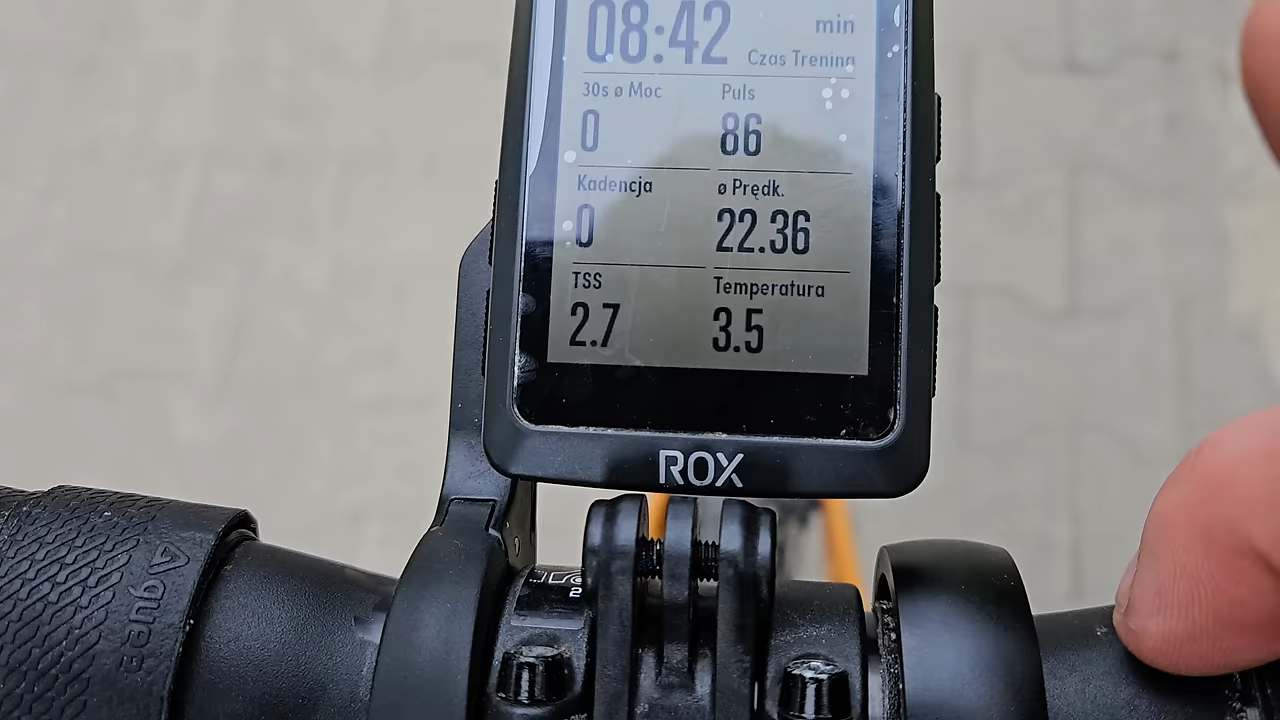 08:42 min
Czas Trening
30s ø Moc Puls
0 86
Kadencja ø Prędk.
0 22.36
TSS Temperatura
2.7 3.5
ROX
Agu